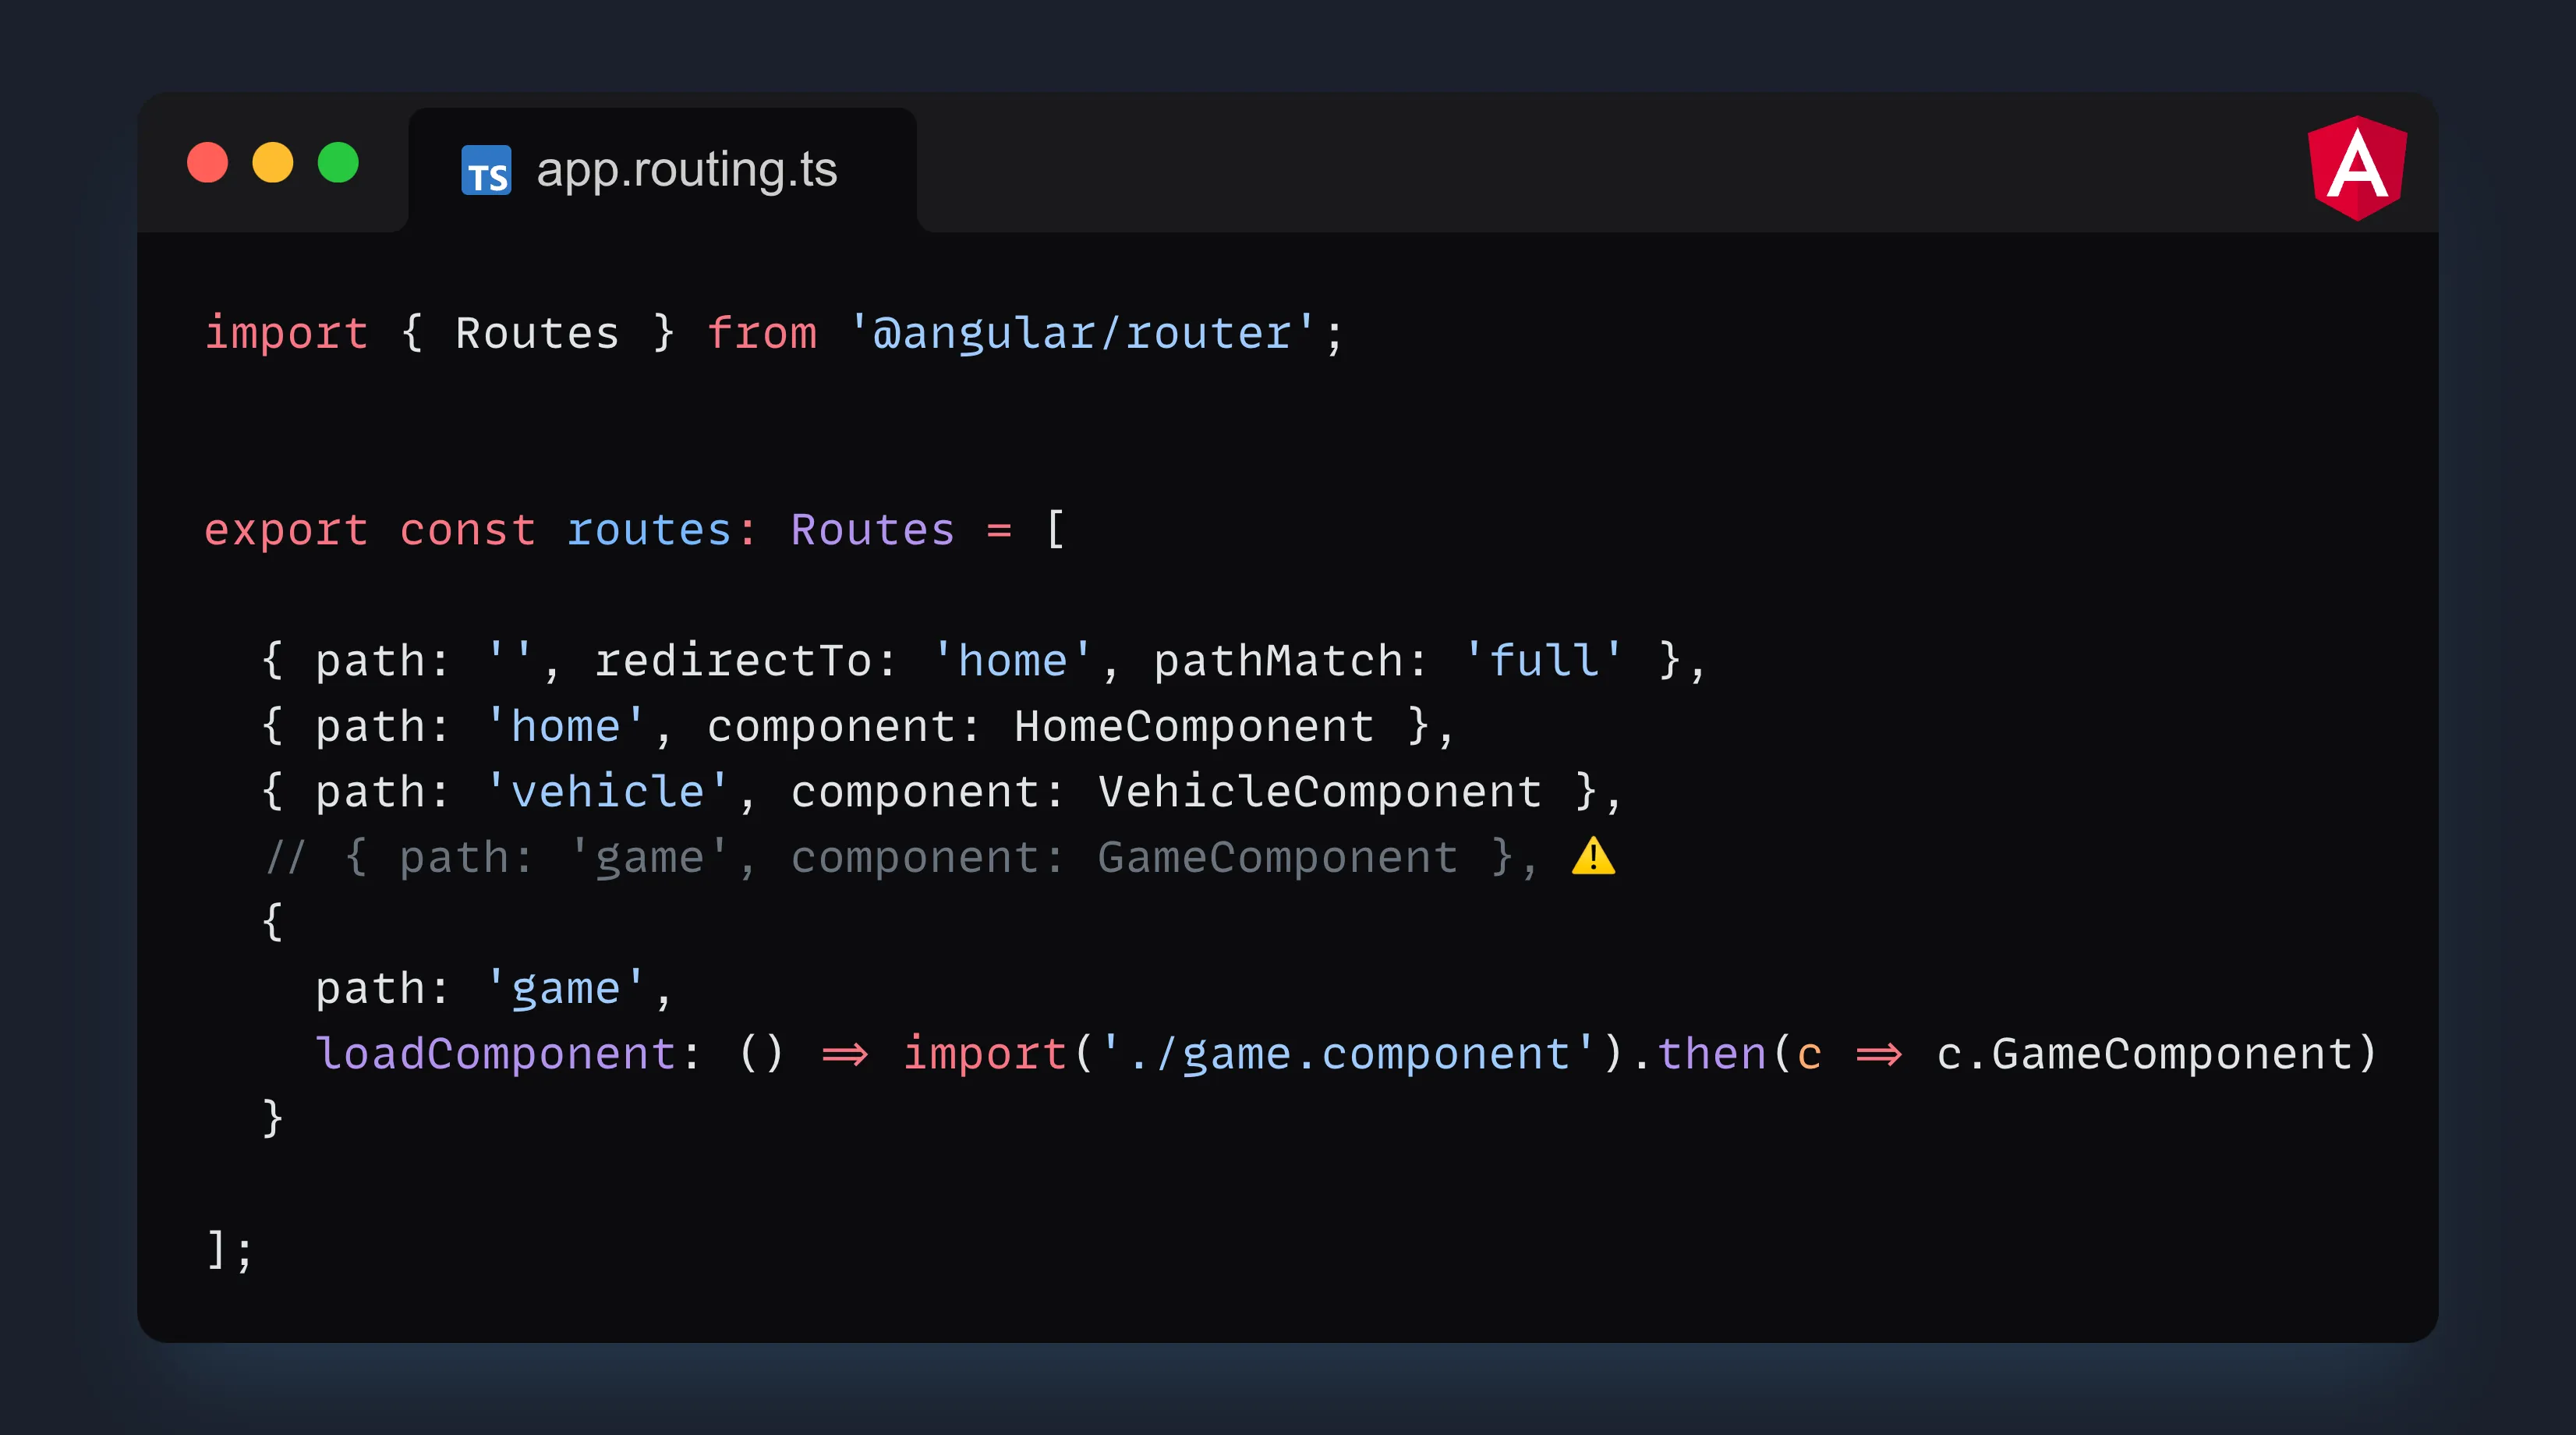 TS app.routing.ts
A
import { Routes } from '@angular/router';
export const routes: Routes = [
{ path: '', redirectTo: 'home', pathMatch: 'full' },
{ path: 'home', component: HomeComponent },
{ path: 'vehicle', component: VehicleComponent },
// { path: 'game', component: GameComponent }, ⚠️
{
path: 'game',
loadComponent: () => import('./game.component').then(c => c.GameComponent)
}
];